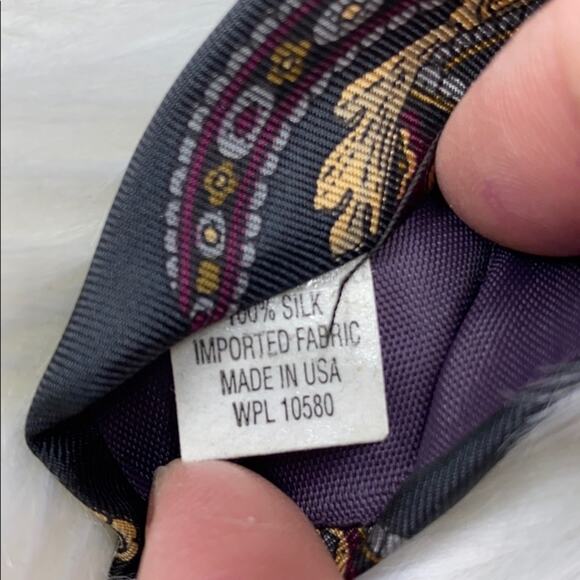 100% SILK
IMPORTED FABRIC
MADE IN USA
WPL 10580